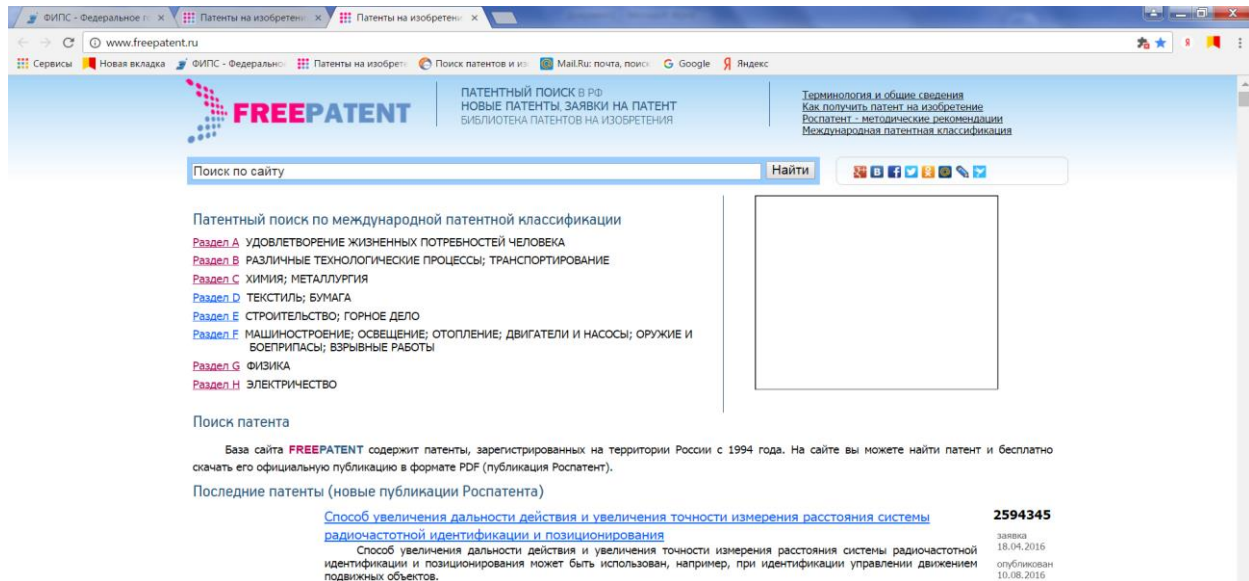 ФИПС - Федеральное
Патенты на изобретени
Патенты на изобретени
www.freepatent.ru
Сервисы Новая вкладка ФИПС - Федерально Патенты на изобрет Поиск патентов и из Mail.Ru: почта, поиск Google Яндекс
FREEPATENT
ПАТЕНТНЫЙ ПОИСК В РФ
НОВЫЕ ПАТЕНТЫ, ЗАЯВКИ НА ПАТЕНТ
БИБЛИОТЕКА ПАТЕНТОВ НА ИЗОБРЕТЕНИЯ
Терминология и общие сведения
Как получить патент на изобретение
Роспатент - методические рекомендации
Международная патентная классификация
Поиск по сайту Найти
Патентный поиск по международной патентной классификации
Раздел A УДОВЛЕТВОРЕНИЕ ЖИЗНЕННЫХ ПОТРЕБНОСТЕЙ ЧЕЛОВЕКА
Раздел B РАЗЛИЧНЫЕ ТЕХНОЛОГИЧЕСКИЕ ПРОЦЕССЫ; ТРАНСПОРТИРОВАНИЕ
Раздел C ХИМИЯ; МЕТАЛЛУРГИЯ
Раздел D ТЕКСТИЛЬ; БУМАГА
Раздел E СТРОИТЕЛЬСТВО; ГОРНОЕ ДЕЛО
Раздел F МАШИНОСТРОЕНИЕ; ОСВЕЩЕНИЕ; ОТОПЛЕНИЕ; ДВИГАТЕЛИ И НАСОСЫ; ОРУЖИЕ И
БОЕПРИПАСЫ; ВЗРЫВНЫЕ РАБОТЫ
Раздел G ФИЗИКА
Раздел H ЭЛЕКТРИЧЕСТВО
Поиск патента
База сайта FREEPATENT содержит патенты, зарегистрированных на территории России с 1994 года. На сайте вы можете найти патент и бесплатно
скачать его официальную публикацию в формате PDF (публикация Роспатент).
Последние патенты (новые публикации Роспатента)
Способ увеличения дальности действия и увеличения точности измерения расстояния системы
радиочастотной идентификации и позиционирования
Способ увеличения дальности действия и увеличения точности измерения расстояния системы радиочастотной
идентификации и позиционирования может быть использован, например, при идентификации управлении движением
подвижных объектов.
2594345
заявка
18.04.2016
опубликован
10.08.2016